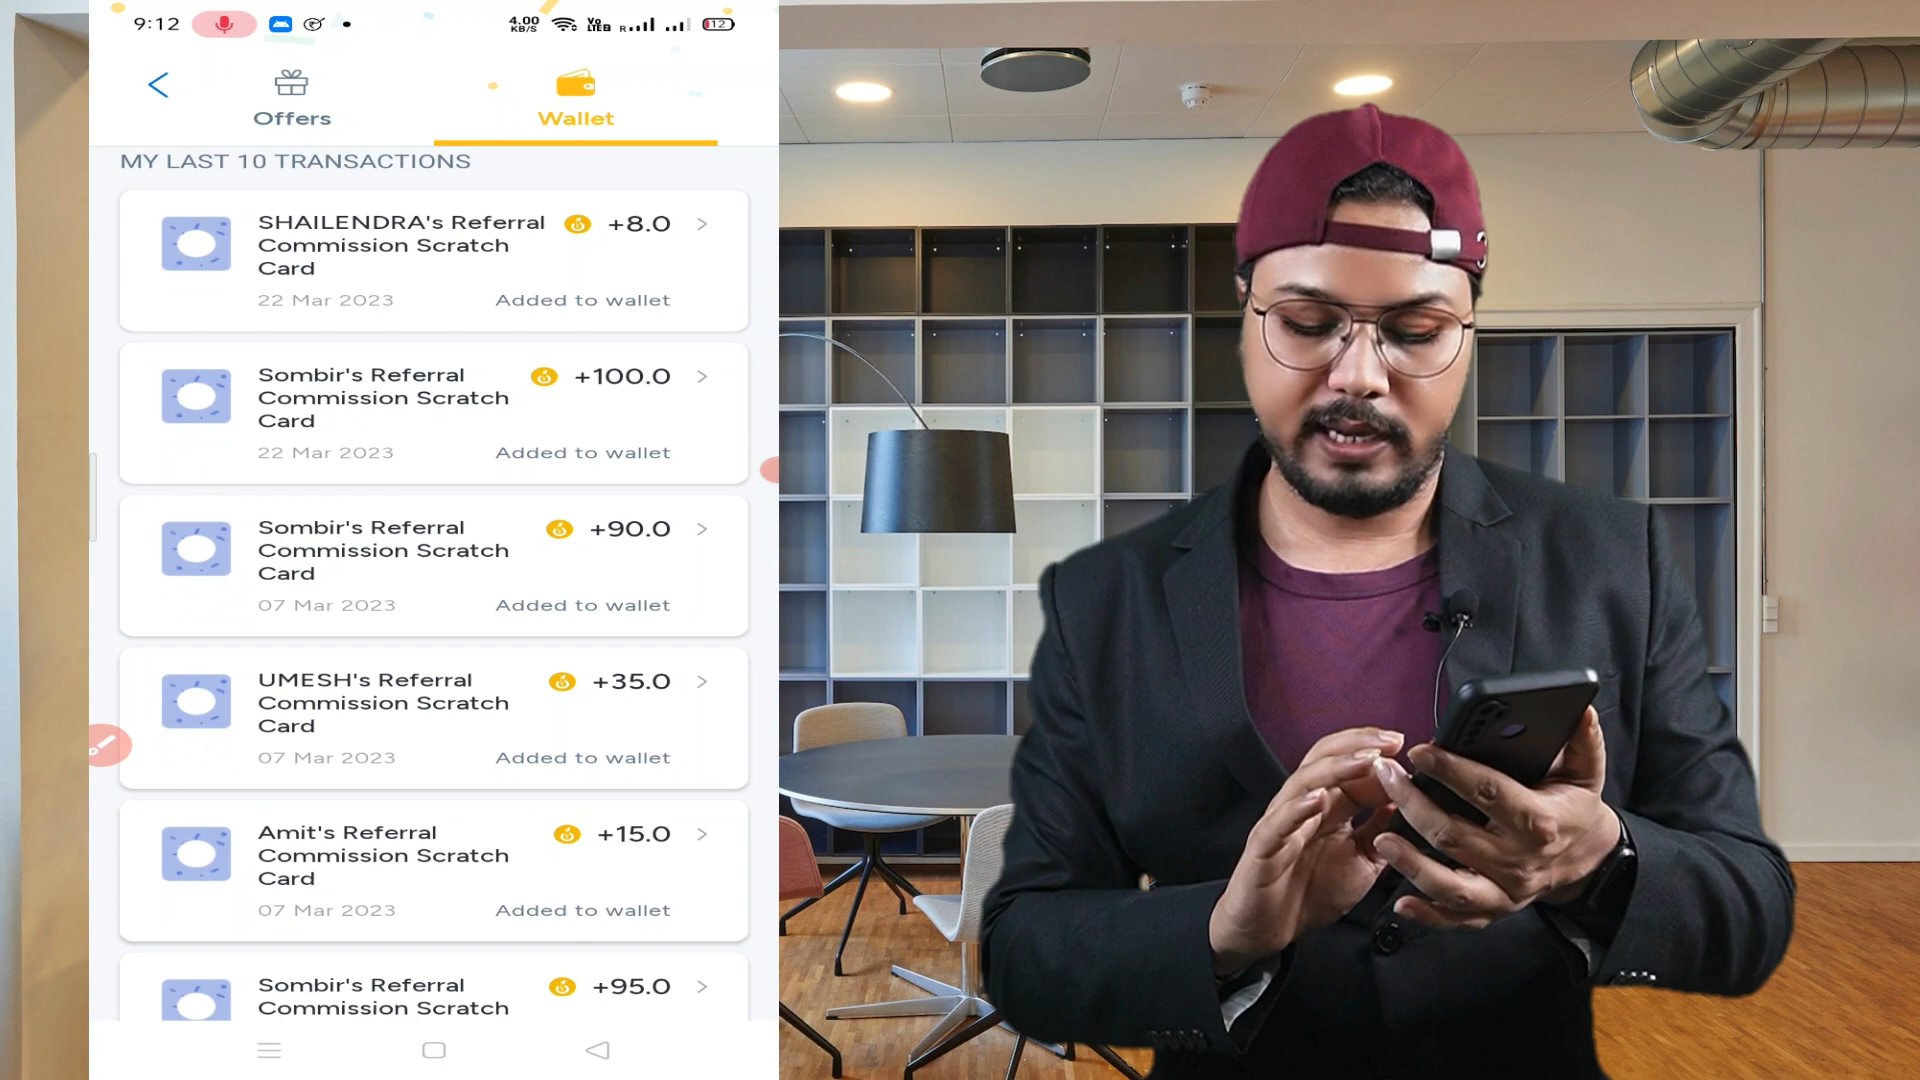 9:12
4.00
KB/S
Vo
LTE2
R
12
Offers
Wallet
MY LAST 10 TRANSACTIONS
SHAILENDRA's Referral
Commission Scratch
Card
+8.0
22 Mar 2023
Added to wallet
Sombir's Referral
Commission Scratch
Card
+100.0
22 Mar 2023
Added to wallet
Sombir's Referral
Commission Scratch
Card
+90.0
07 Mar 2023
Added to wallet
UMESH's Referral
Commission Scratch
Card
+35.0
07 Mar 2023
Added to wallet
Amit's Referral
Commission Scratch
Card
+15.0
07 Mar 2023
Added to wallet
Sombir's Referral
Commission Scratch
+95.0